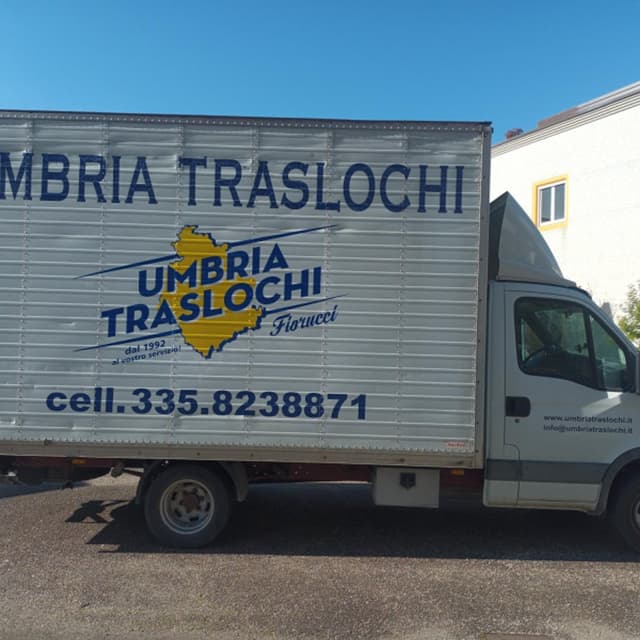 MBRIA TRASLOCHI
UMBRIA
TRASLOCHI
Fiorucci
dal 1992
al vostro servizio!
cell.335.8238871
www.umbriatraslochi.it
info@umbriatraslochi.it